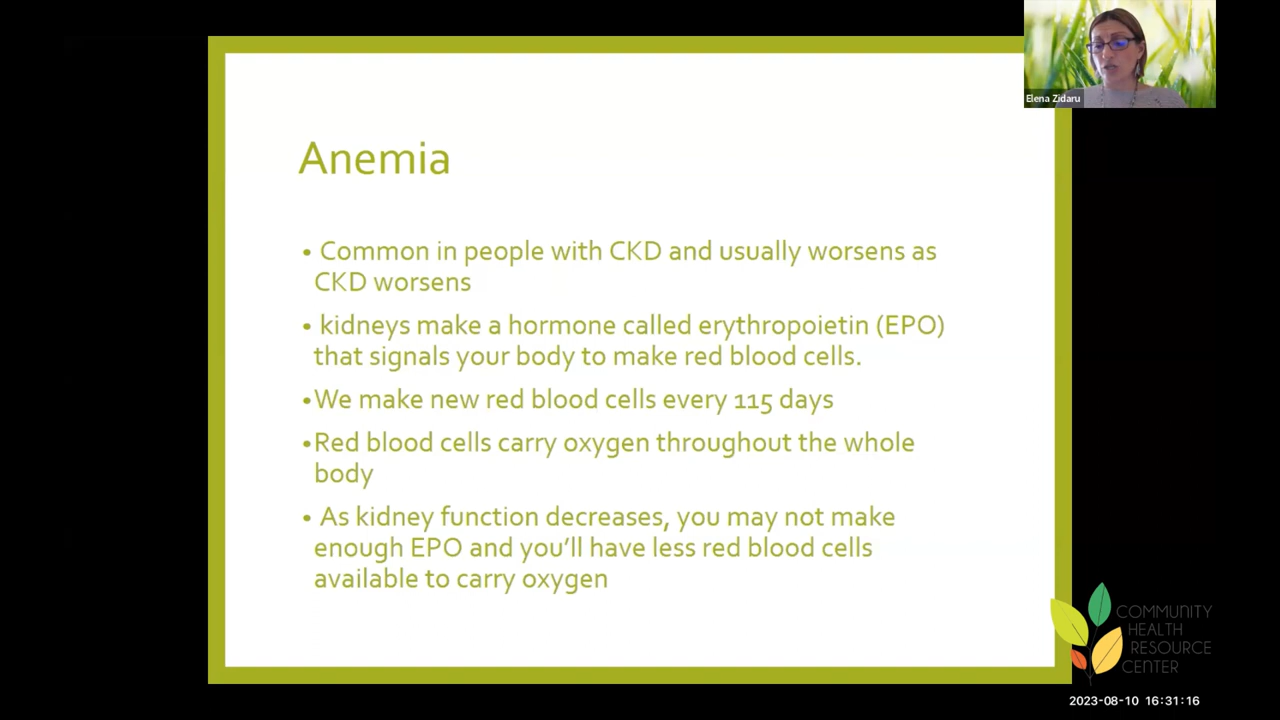 Elena Zidaru
Anemia
• Common in people with CKD and usually worsens as
CKD worsens
• kidneys make a hormone called erythropoietin (EPO)
that signals your body to make red blood cells.
•We make new red blood cells every 115 days
•Red blood cells carry oxygen throughout the whole
body
• As kidney function decreases, you may not make
enough EPO and you’ll have less red blood cells
available to carry oxygen
COMMUNITY
HEALTH
RESOURCE
CENTER
2023-08-10 16:31:16